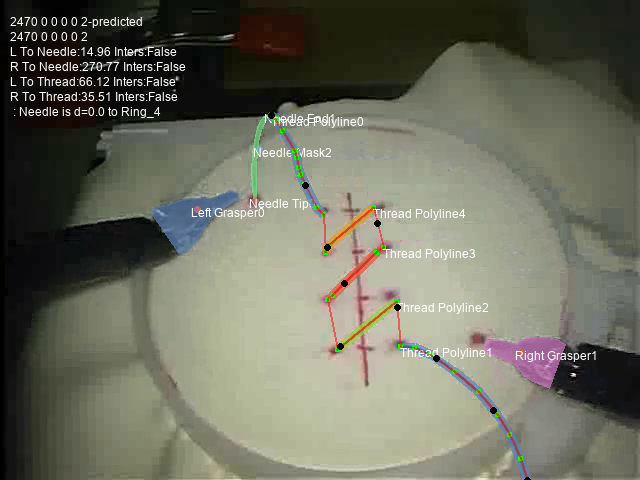 2470 0 0 0 0 2-predicted
2470 0 0 0 0 2
L To Needle:14.96 Inters:False
R To Needle:270.77 Inters:False
L To Thread:66.12 Inters:False
R To Thread:35.51 Inters:False
: Needle is d=0.0 to Ring_4
Needle End1
Thread Polyline0
Needle Mask2
Needle Tip
Left Grasper0
Thread Polyline4
Thread Polyline3
Thread Polyline2
Thread Polyline1
Right Grasper1